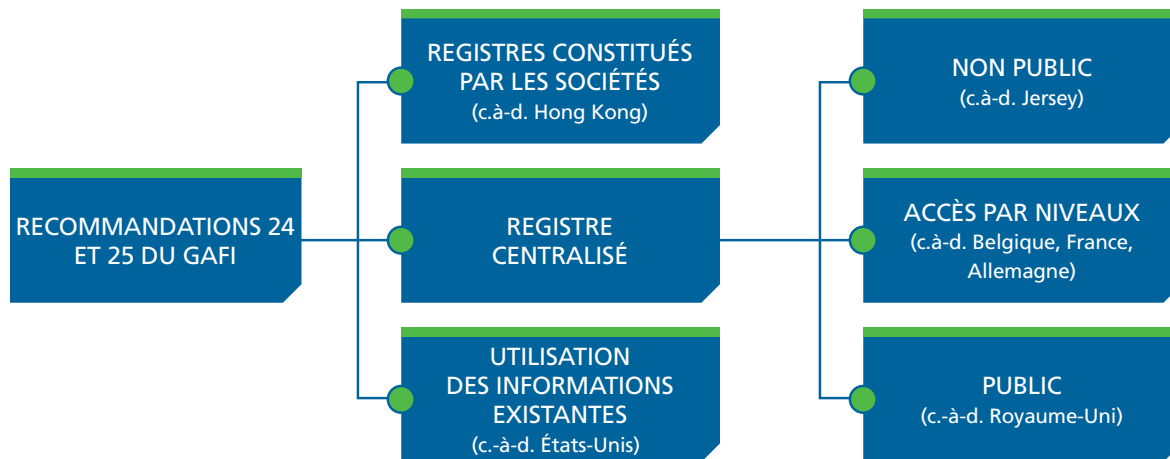 RECOMMANDATIONS 24
ET 25 DU GAFI
REGISTRES CONSTITUÉS
PAR LES SOCIÉTÉS
(c.à-d. Hong Kong)
REGISTRE
CENTRALISÉ
UTILISATION
DES INFORMATIONS
EXISTANTES
(c.-à-d. États-Unis)
NON PUBLIC
(c.à-d. Jersey)
ACCÈS PAR NIVEAUX
(c.à-d. Belgique, France,
Allemagne)
PUBLIC
(c.-à-d. Royaume-Uni)